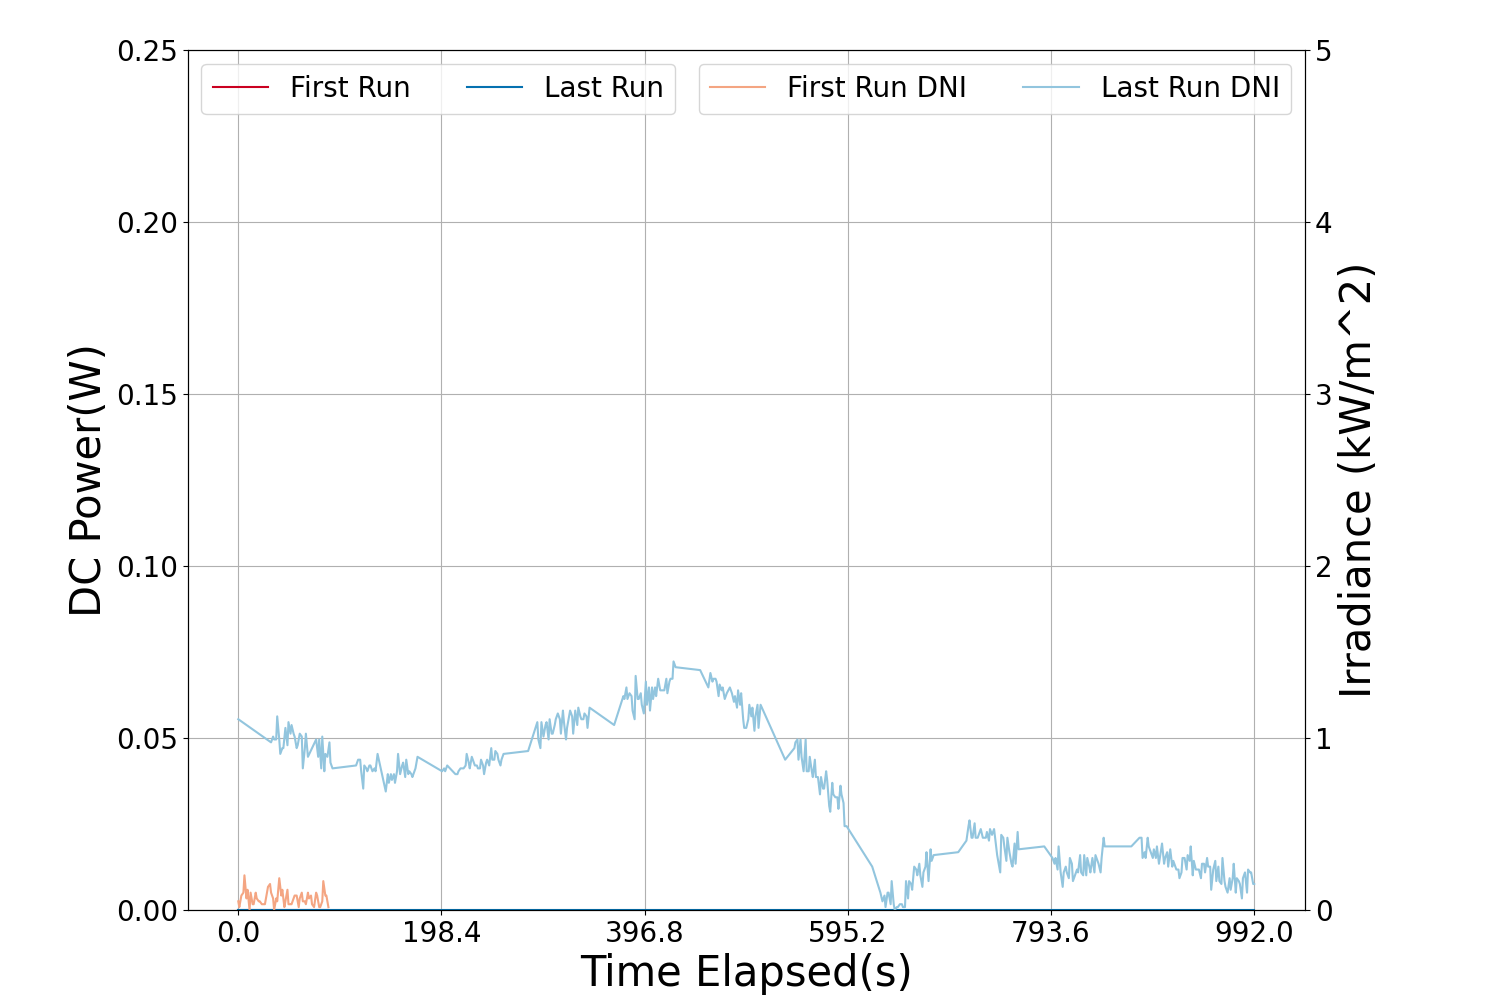 First Run
Last Run
First Run DNI
Last Run DNI
DC Power(W)
0.25
0.20
0.15
0.10
0.05
0.00
5
4
3
2
1
0
Irradiance (kW/m^2)
0.0
198.4
396.8
595.2
793.6
992.0
Time Elapsed(s)